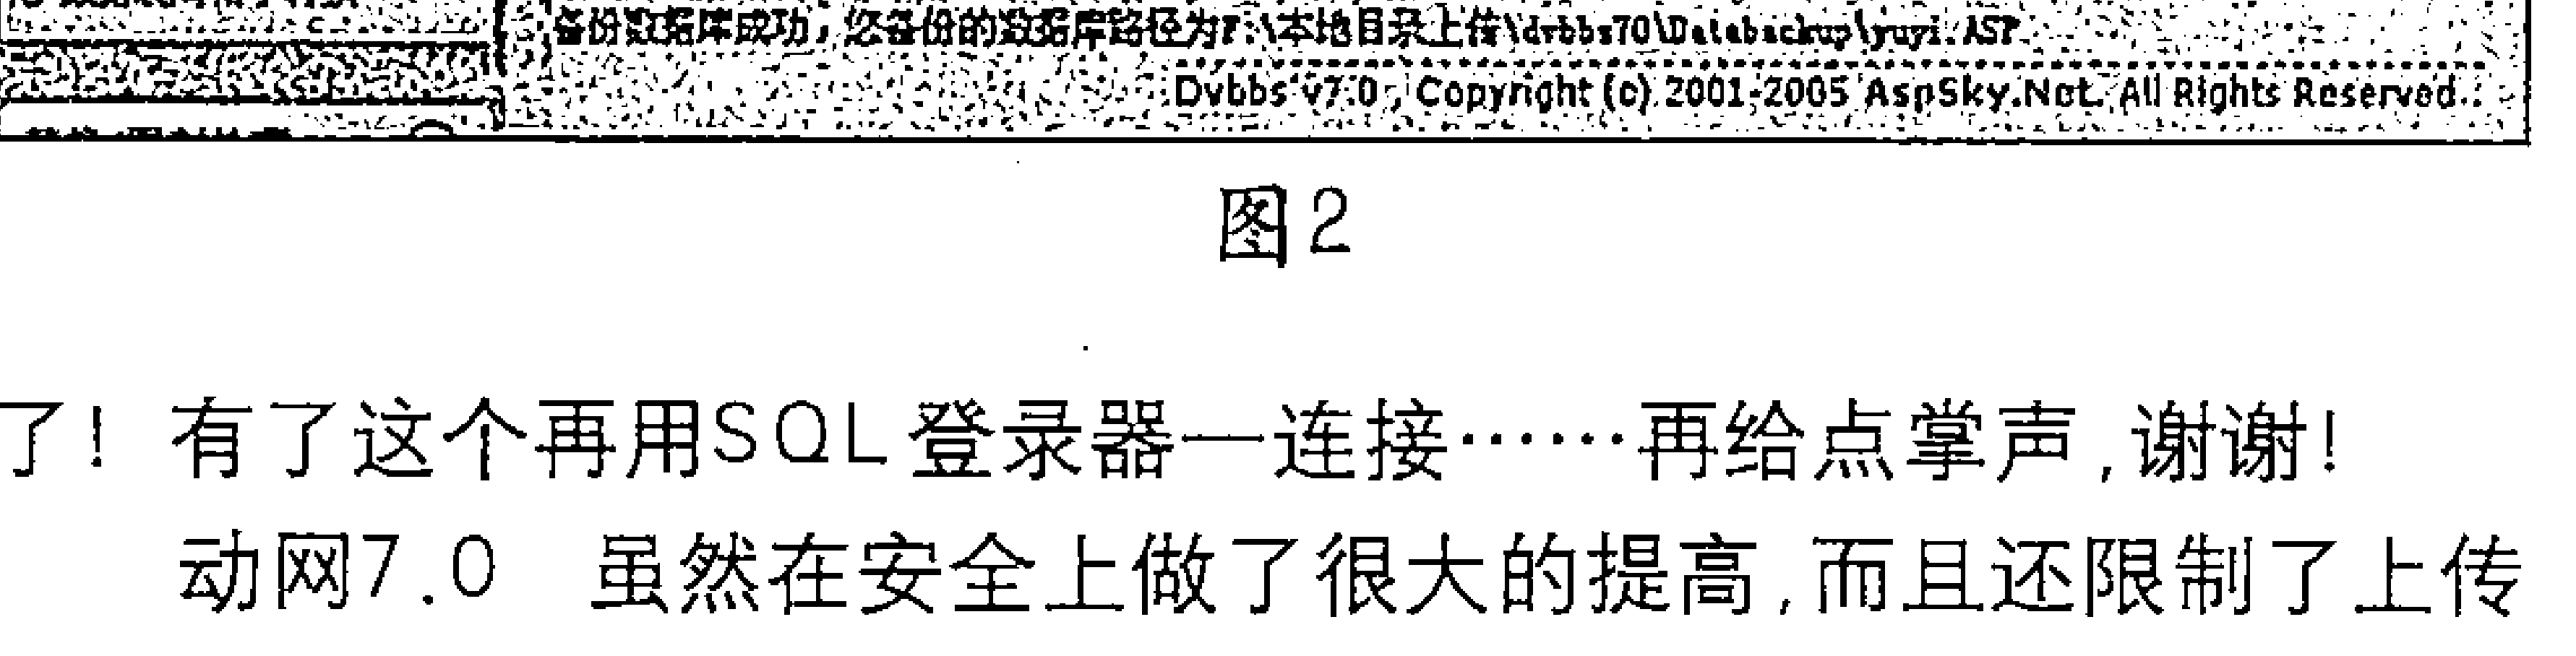 备份数据库成功，您备份的数据库路径为F:\本地目录上传\dvbbs70\Databackup\yuyi.ASP
Dvbbs v7.0 , Copyright (c) 2001-2005 AspSky.Net. All Rights Reserved.
图2
了！有了这个再用SQL登录器一连接……再给点掌声,谢谢！
动网7.0 虽然在安全上做了很大的提高,而且还限制了上传